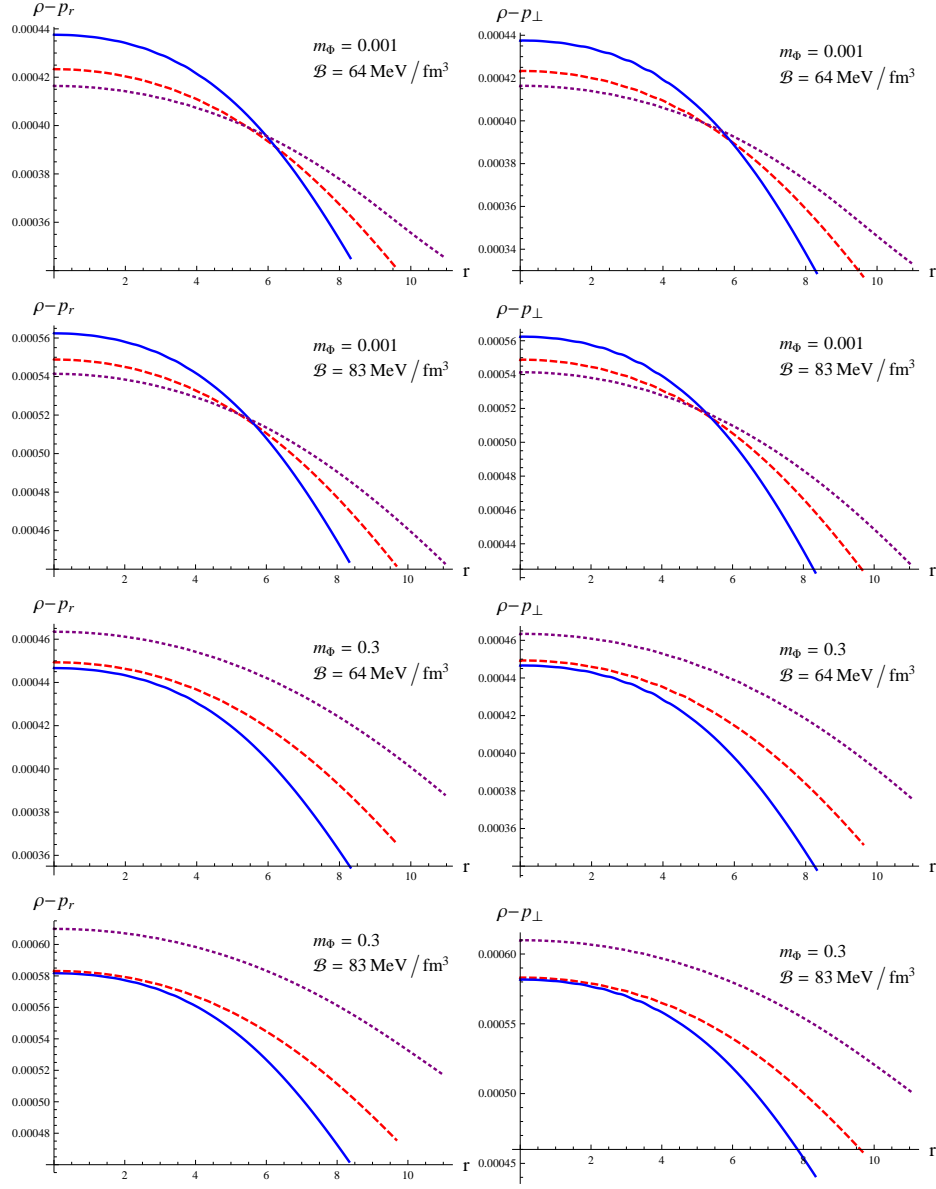 ρ−p_r
0.00044
0.00042
0.00040
0.00038
0.00036
2 4 6 8 10 r
m_Φ = 0.001
ℬ = 64 MeV / fm³
ρ−p_⊥
0.00044
0.00042
0.00040
0.00038
0.00036
0.00034
2 4 6 8 10 r
m_Φ = 0.001
ℬ = 64 MeV / fm³
ρ−p_r
0.00056
0.00054
0.00052
0.00050
0.00048
0.00046
2 4 6 8 10 r
m_Φ = 0.001
ℬ = 83 MeV / fm³
ρ−p_⊥
0.00056
0.00054
0.00052
0.00050
0.00048
0.00046
0.00044
0.00042
2 4 6 8 10 r
m_Φ = 0.001
ℬ = 83 MeV / fm³
ρ−p_r
0.00046
0.00044
0.00042
0.00040
0.00038
0.00036
2 4 6 8 10 r
m_Φ = 0.3
ℬ = 64 MeV / fm³
ρ−p_⊥
0.00046
0.00044
0.00042
0.00040
0.00038
0.00036
0.00034
2 4 6 8 10 r
m_Φ = 0.3
ℬ = 64 MeV / fm³
ρ−p_r
0.00060
0.00058
0.00056
0.00054
0.00052
0.00050
0.00048
2 4 6 8 10 r
m_Φ = 0.3
ℬ = 83 MeV / fm³
ρ−p_⊥
0.00060
0.00055
0.00050
0.00045
2 4 6 8 10 r
m_Φ = 0.3
ℬ = 83 MeV / fm³